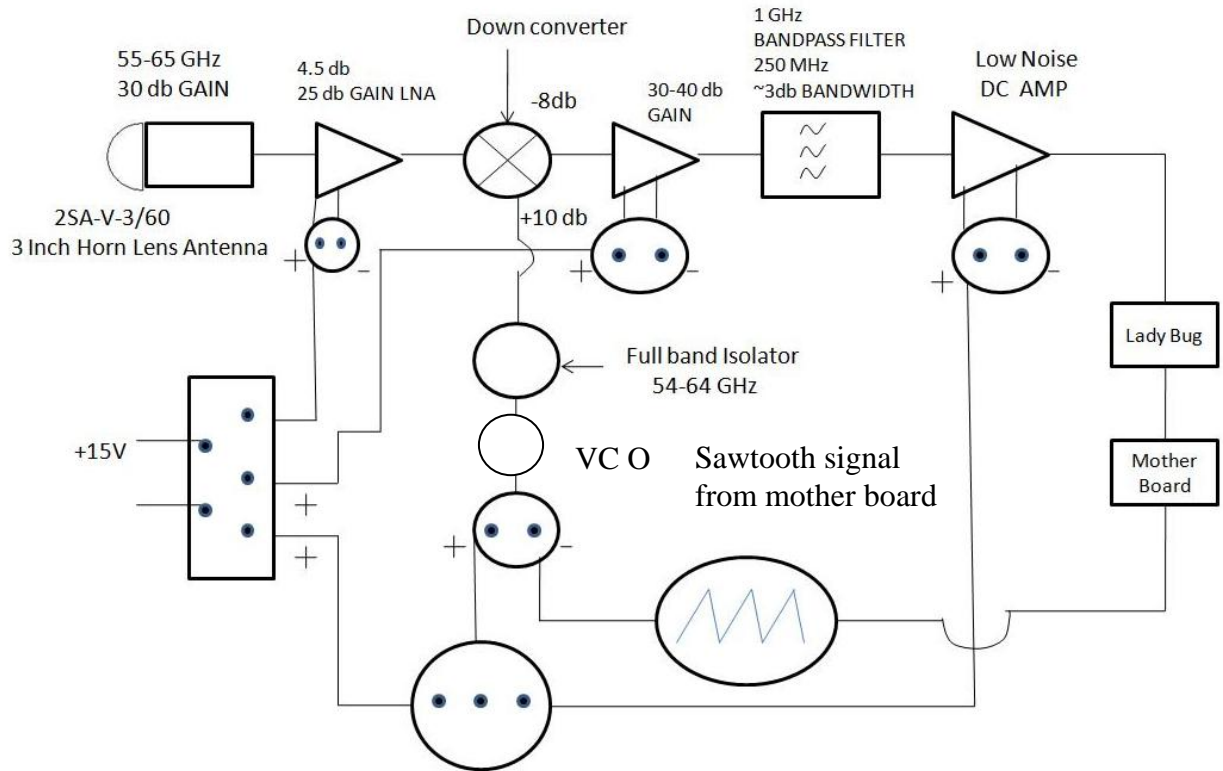 Down converter
1 GHz
BANDPASS FILTER
250 MHz
~3db BANDWIDTH
55-65 GHz
30 db GAIN
4.5 db
25 db GAIN LNA
-8db
30-40 db
GAIN
Low Noise
DC AMP
2SA-V-3/60
3 Inch Horn Lens Antenna
+ -
+10 db
+ -
+ -
Full band Isolator
54-64 GHz
Lady Bug
+15V
VC O
Sawtooth signal
from mother board
Mother
Board
+
+
+ -